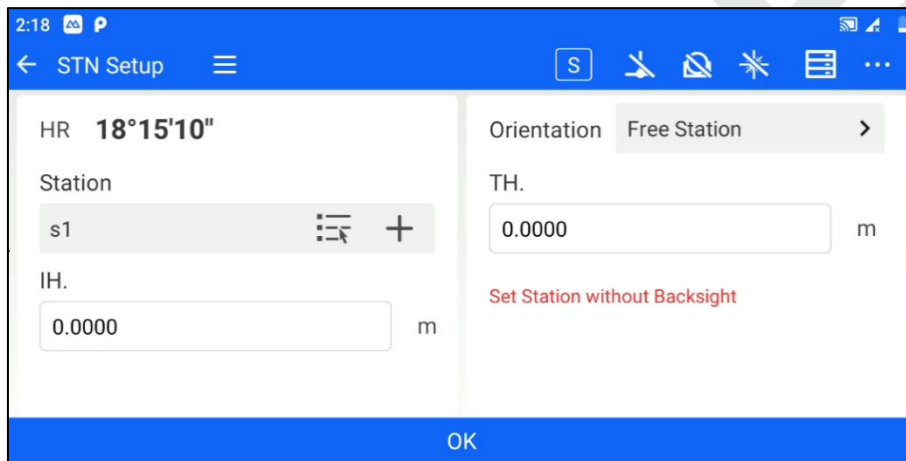 2:18
STN Setup
S
HR 18°15'10"
Station
s1
IH.
0.0000 m
Orientation Free Station
TH.
0.0000 m
Set Station without Backsight
OK